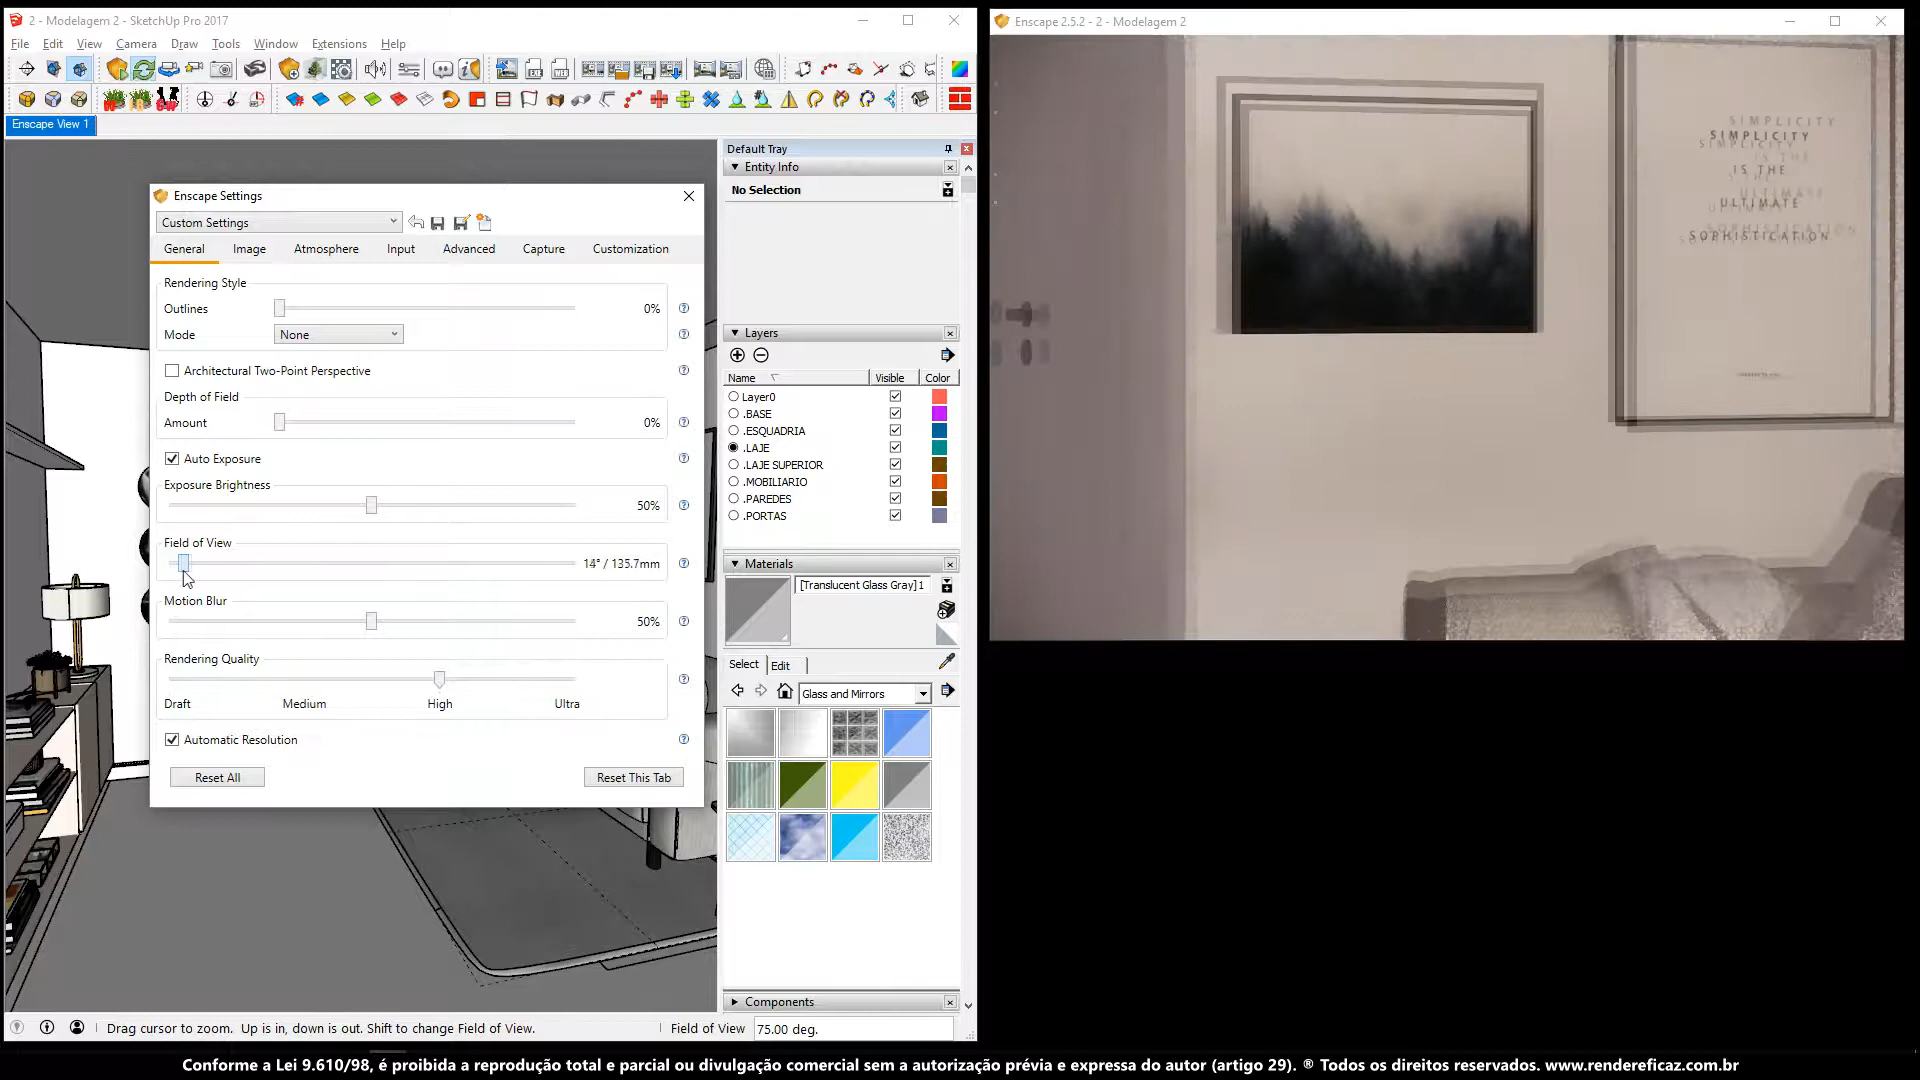 2 - Modelagem 2 - SketchUp Pro 2017
File Edit View Camera Draw Tools Window Extensions Help
Enscape View 1
Enscape Settings
Custom Settings
General Image Atmosphere Input Advanced Capture Customization
Rendering Style
Outlines 0%
Mode None
Architectural Two-Point Perspective
Depth of Field
Amount 0%
Auto Exposure
Exposure Brightness
50%
Field of View
14° / 135.7mm
Motion Blur
50%
Rendering Quality
Draft Medium High Ultra
Automatic Resolution
Reset All Reset This Tab
Default Tray
Entity Info
No Selection
Layers
Name Visible Color
Layer0
.BASE
.ESQUADRIA
.LAJE
.LAJE SUPERIOR
.MOBILIARIO
.PAREDES
.PORTAS
Materials
[Translucent Glass Gray]1
Select Edit
Glass and Mirrors
Components
Drag cursor to zoom. Up is in, down is out. Shift to change Field of View.
Field of View 75.00 deg.
Enscape 2.5.2 - 2 - Modelagem 2
SIMPLICITY
IS THE
ULTIMATE
SOPHISTICATION
Conforme a Lei 9.610/98, é proibida a reprodução total e parcial ou divulgação comercial sem a autorização prévia e expressa do autor (artigo 29). ® Todos os direitos reservados. www.rendereficaz.com.br